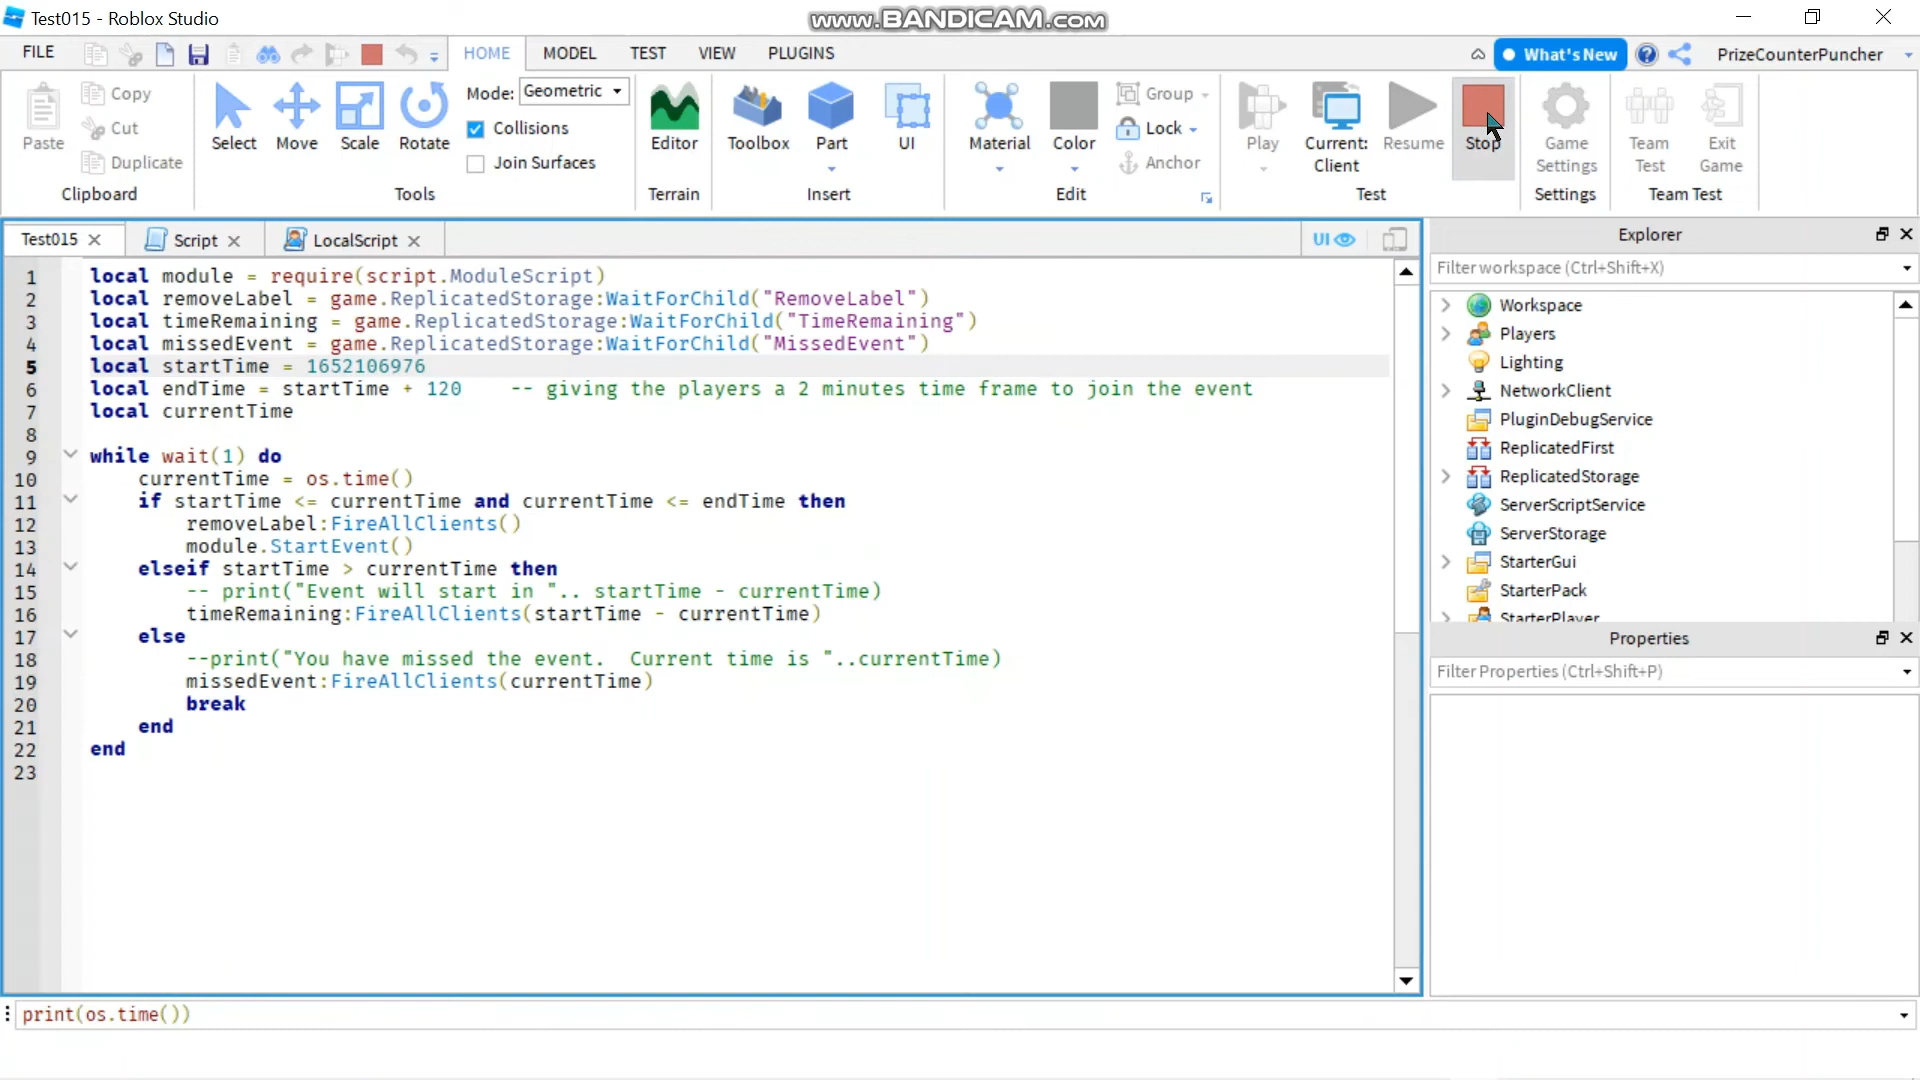 Test015 - Roblox Studio
www.BANDICAM.com
FILE
HOME
MODEL
TEST
VIEW
PLUGINS
What's New
PrizeCounterPuncher
Paste
Copy
Cut
Duplicate
Clipboard
Select
Move
Scale
Rotate
Mode: Geometric
Collisions
Join Surfaces
Tools
Editor
Terrain
Toolbox
Part
UI
Insert
Material
Color
Group
Lock
Anchor
Edit
Play
Current: Client
Resume
Stop
Test
Game Settings
Settings
Team Test
Exit Game
Team Test
Test015
Script
LocalScript
UI
1 local module = require(script.ModuleScript)
2 local removeLabel = game.ReplicatedStorage:WaitForChild("RemoveLabel")
3 local timeRemaining = game.ReplicatedStorage:WaitForChild("TimeRemaining")
4 local missedEvent = game.ReplicatedStorage:WaitForChild("MissedEvent")
5 local startTime = 1652106976
6 local endTime = startTime + 120 -- giving the players a 2 minutes time frame to join the event
7 local currentTime
8
9 while wait(1) do
10 currentTime = os.time()
11 if startTime <= currentTime and currentTime <= endTime then
12 removeLabel:FireAllClients()
13 module.StartEvent()
14 elseif startTime > currentTime then
15 -- print("Event will start in ".. startTime - currentTime)
16 timeRemaining:FireAllClients(startTime - currentTime)
17 else
18 --print("You have missed the event. Current time is "..currentTime)
19 missedEvent:FireAllClients(currentTime)
20 break
21 end
22 end
23
Explorer
Filter workspace (Ctrl+Shift+X)
Workspace
Players
Lighting
NetworkClient
PluginDebugService
ReplicatedFirst
ReplicatedStorage
ServerScriptService
ServerStorage
StarterGui
StarterPack
StarterPlayer
Properties
Filter Properties (Ctrl+Shift+P)
print(os.time())